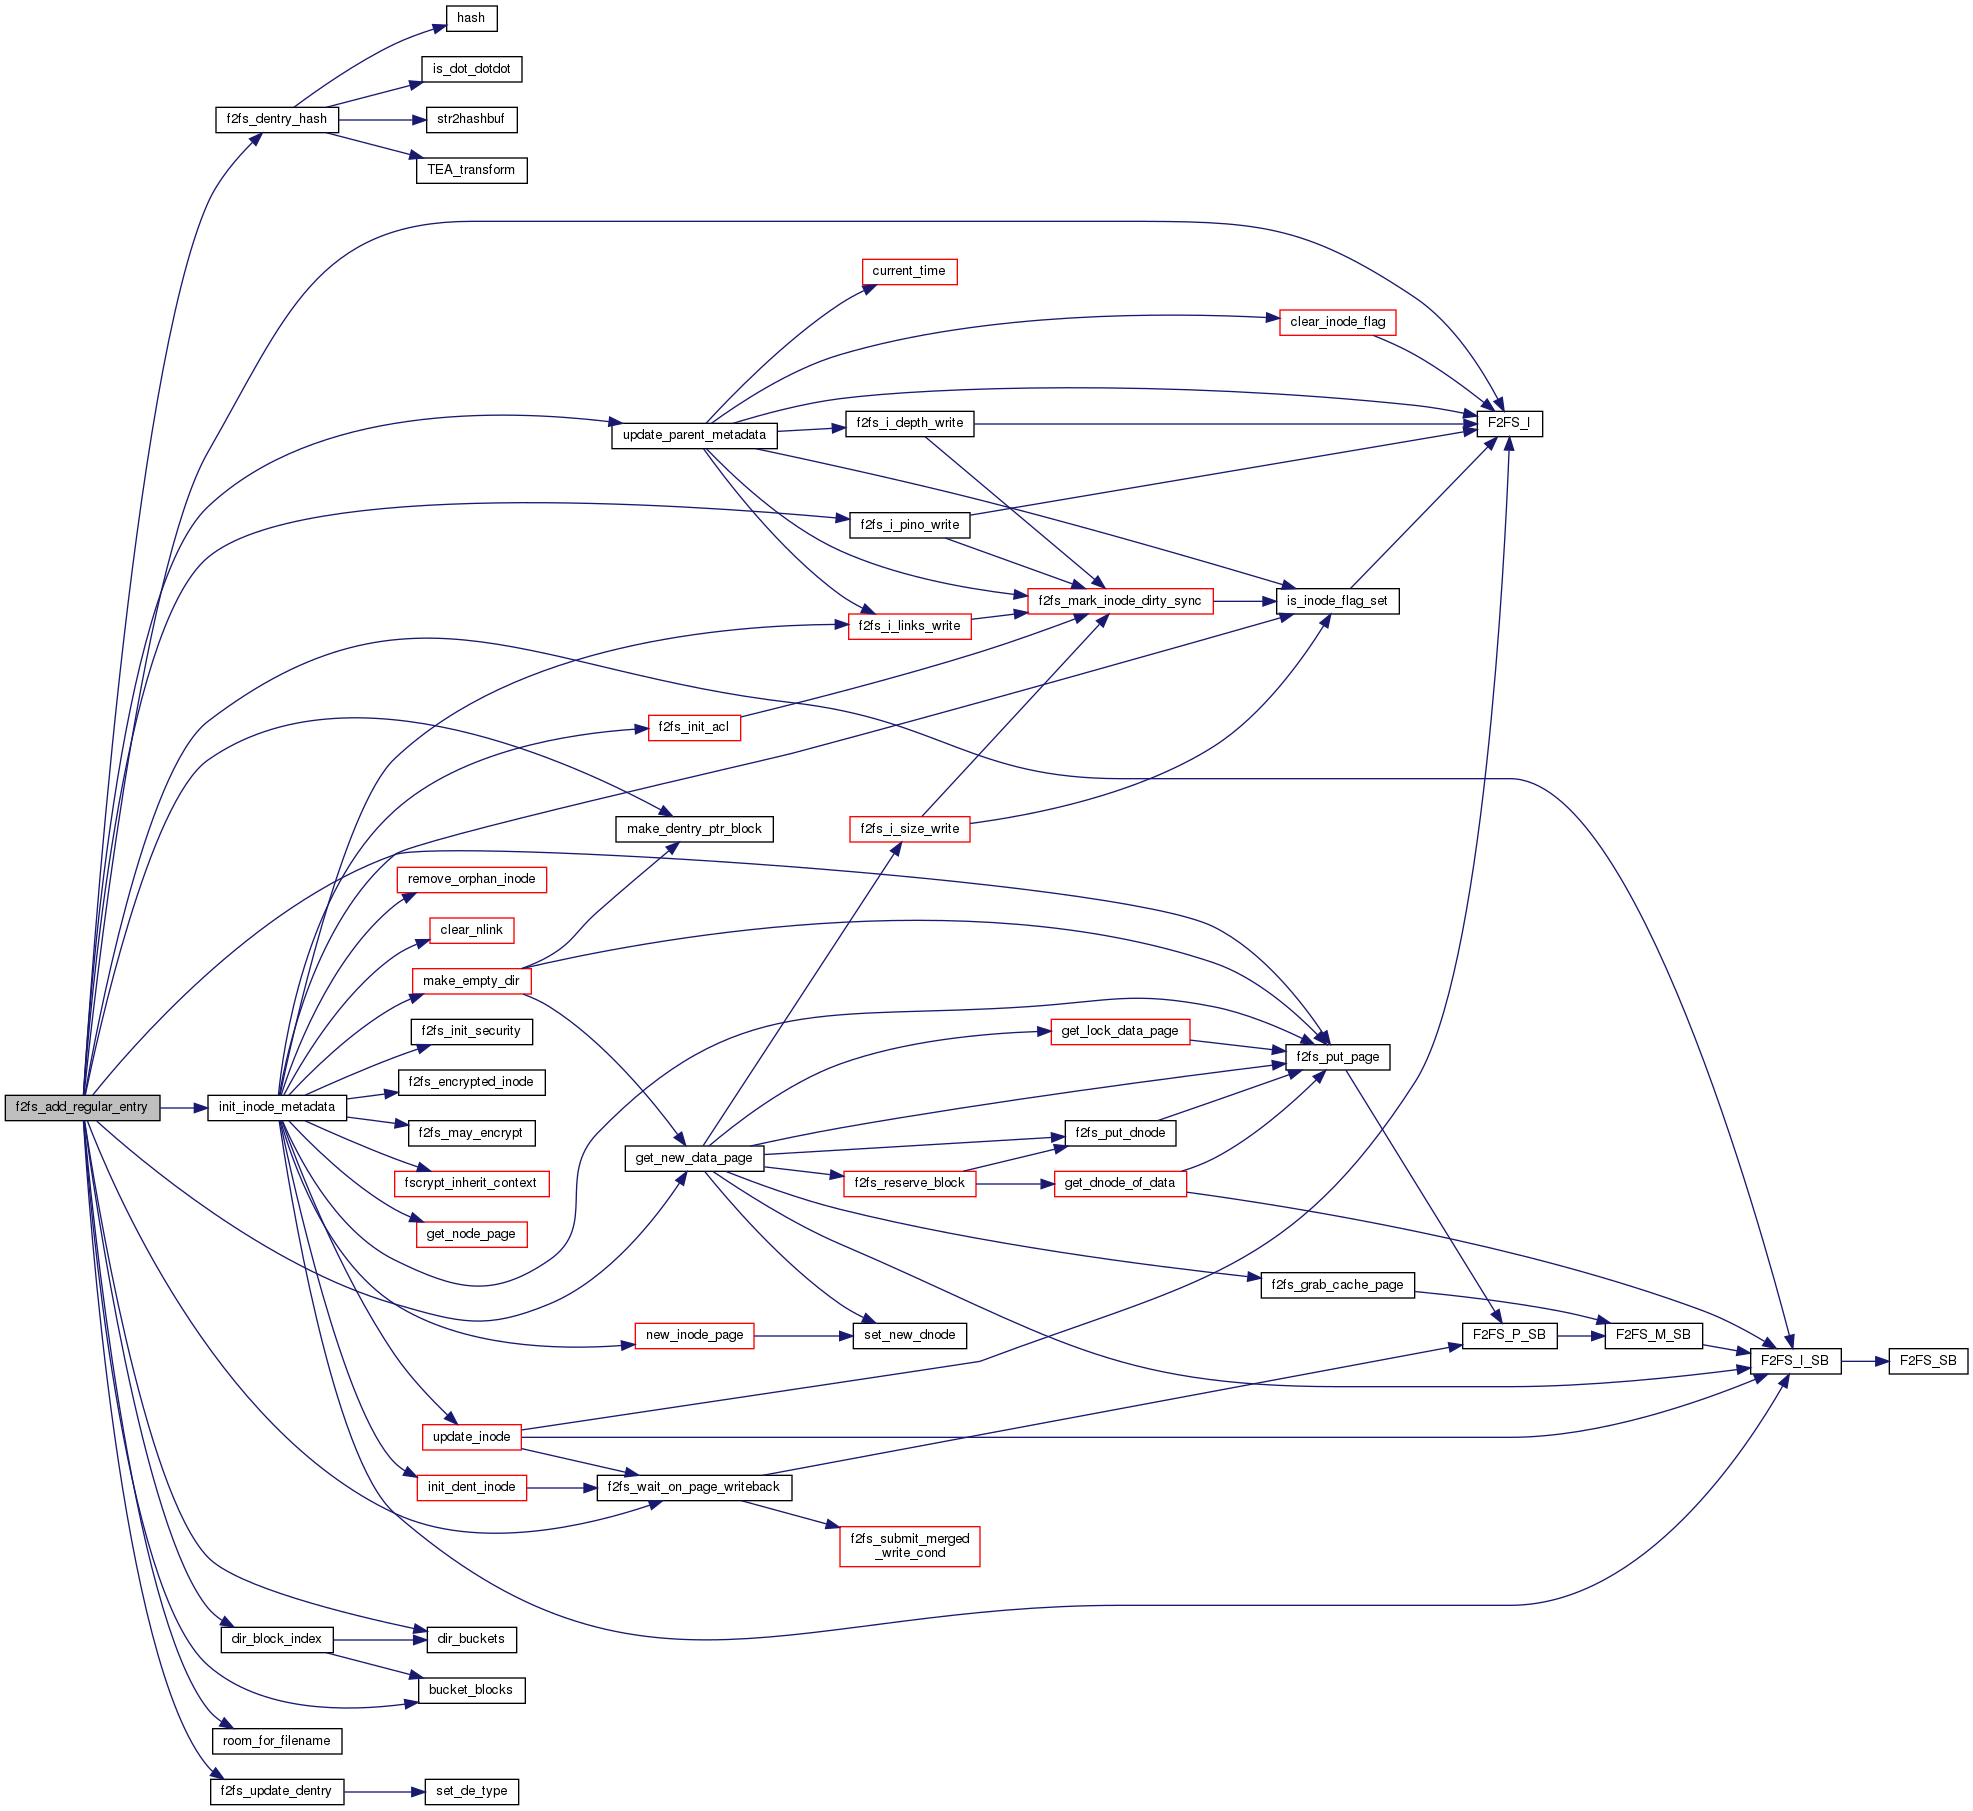 hash
is_dot_dotdot
f2fs_dentry_hash
str2hashbuf
TEA_transform
current_time
clear_inode_flag
update_parent_metadata
f2fs_i_depth_write
F2FS_I
f2fs_i_pino_write
f2fs_mark_inode_dirty_sync
is_inode_flag_set
f2fs_i_links_write
f2fs_init_acl
make_dentry_ptr_block
f2fs_i_size_write
remove_orphan_inode
clear_nlink
make_empty_dir
f2fs_init_security
get_lock_data_page
f2fs_put_page
f2fs_encrypted_inode
f2fs_add_regular_entry
init_inode_metadata
f2fs_may_encrypt
f2fs_put_dnode
get_new_data_page
fscrypt_inherit_context
f2fs_reserve_block
get_dnode_of_data
get_node_page
f2fs_grab_cache_page
new_inode_page
set_new_dnode
F2FS_P_SB
F2FS_M_SB
F2FS_I_SB
F2FS_SB
update_inode
init_dent_inode
f2fs_wait_on_page_writeback
f2fs_submit_merged
_write_cond
dir_block_index
dir_buckets
bucket_blocks
room_for_filename
f2fs_update_dentry
set_de_type